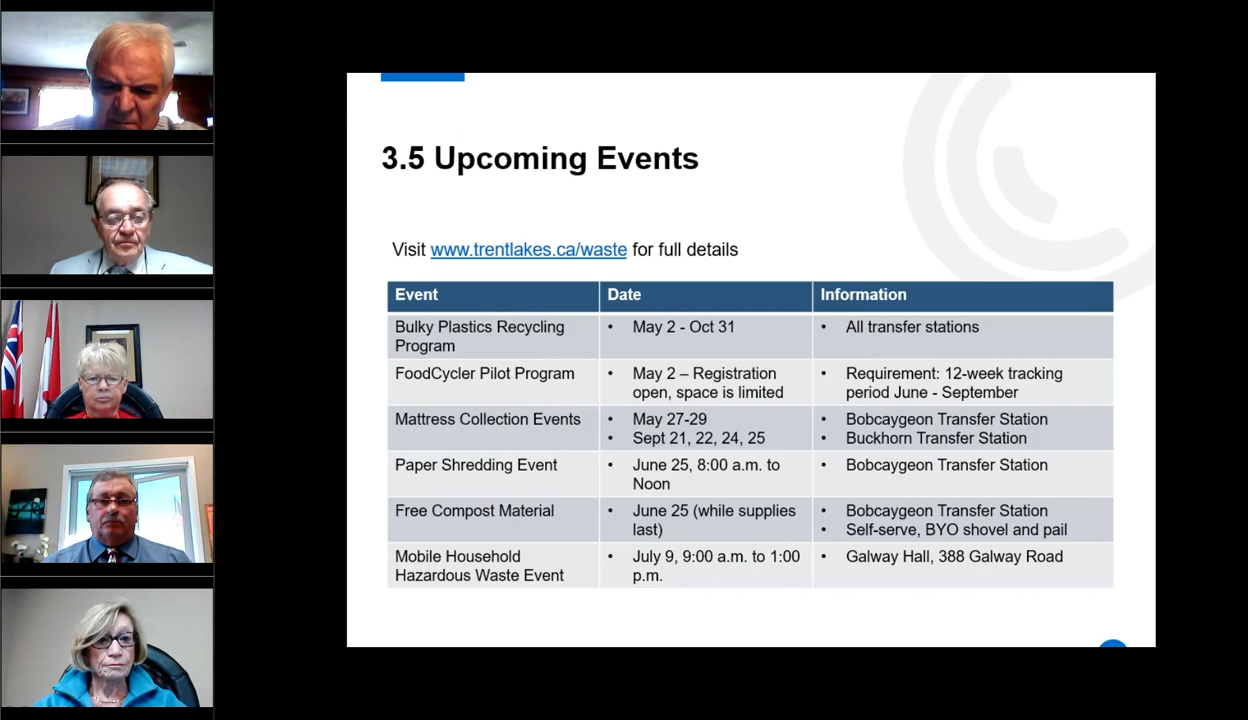 3.5 Upcoming Events
Visit www.trentlakes.ca/waste for full details
Event Date Information
Bulky Plastics Recycling
Program
• May 2 - Oct 31
• All transfer stations
FoodCycler Pilot Program
• May 2 – Registration
open, space is limited
• Requirement: 12-week tracking
period June - September
Mattress Collection Events
• May 27-29
• Sept 21, 22, 24, 25
• Bobcaygeon Transfer Station
• Buckhorn Transfer Station
Paper Shredding Event
• June 25, 8:00 a.m. to
Noon
• Bobcaygeon Transfer Station
Free Compost Material
• June 25 (while supplies
last)
• Bobcaygeon Transfer Station
• Self-serve, BYO shovel and pail
Mobile Household
Hazardous Waste Event
• July 9, 9:00 a.m. to 1:00
p.m.
• Galway Hall, 388 Galway Road